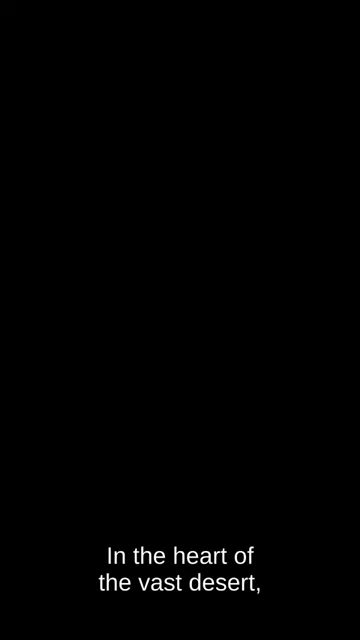 In the heart of
the vast desert,